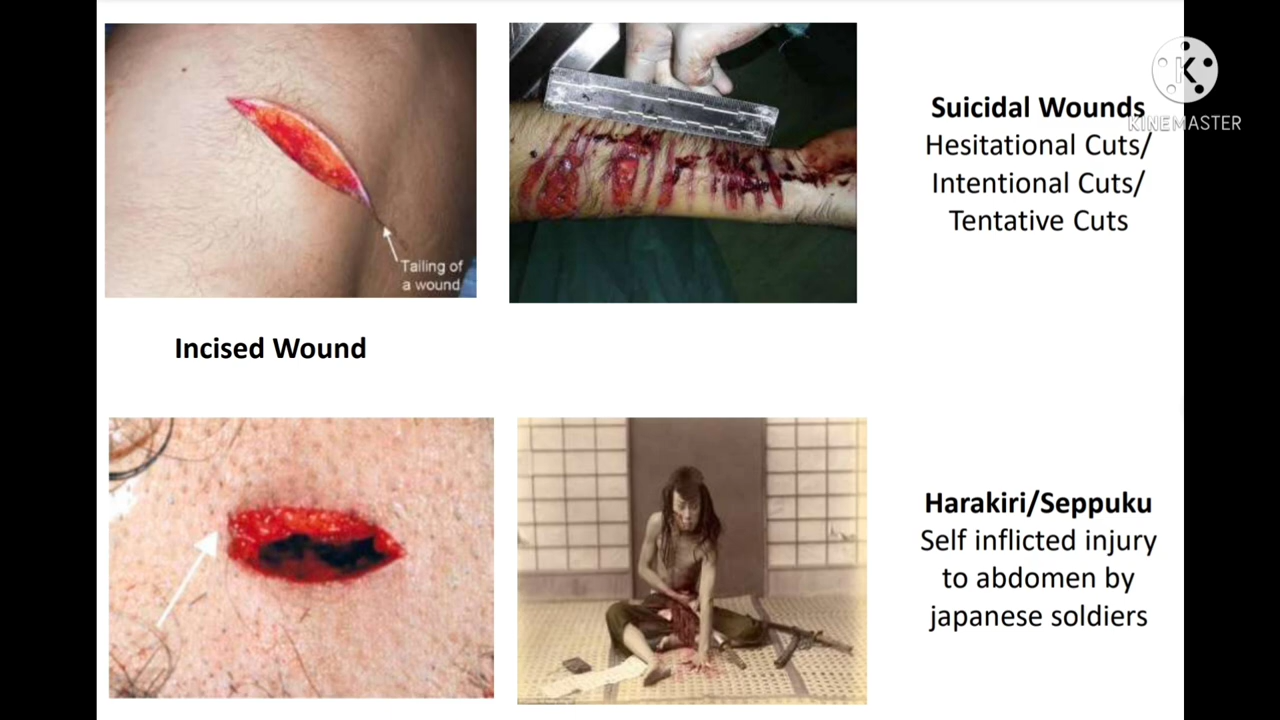 Suicidal Wounds
Hesitational Cuts/
Intentional Cuts/
Tentative Cuts
K
KINEMASTER
Tailing of
a wound
Incised Wound
Harakiri/Seppuku
Self inflicted injury
to abdomen by
japanese soldiers